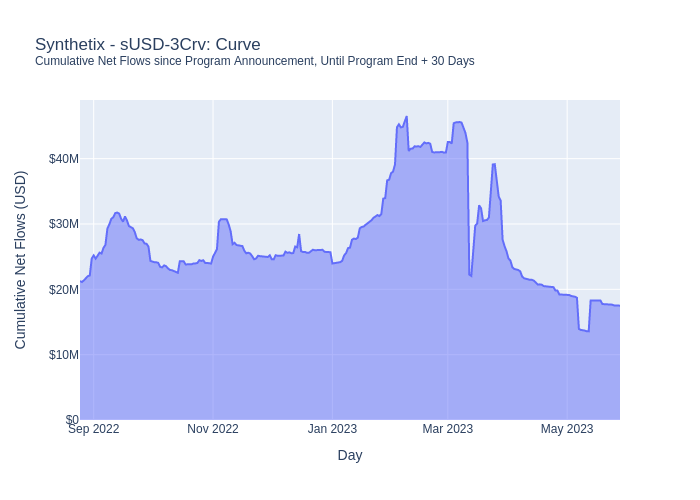 Synthetix - sUSD-3Crv: Curve
Cumulative Net Flows since Program Announcement, Until Program End + 30 Days
Cumulative Net Flows (USD)
$40M
$30M
$20M
$10M
$0
Sep 2022
Nov 2022
Jan 2023
Mar 2023
May 2023
Day